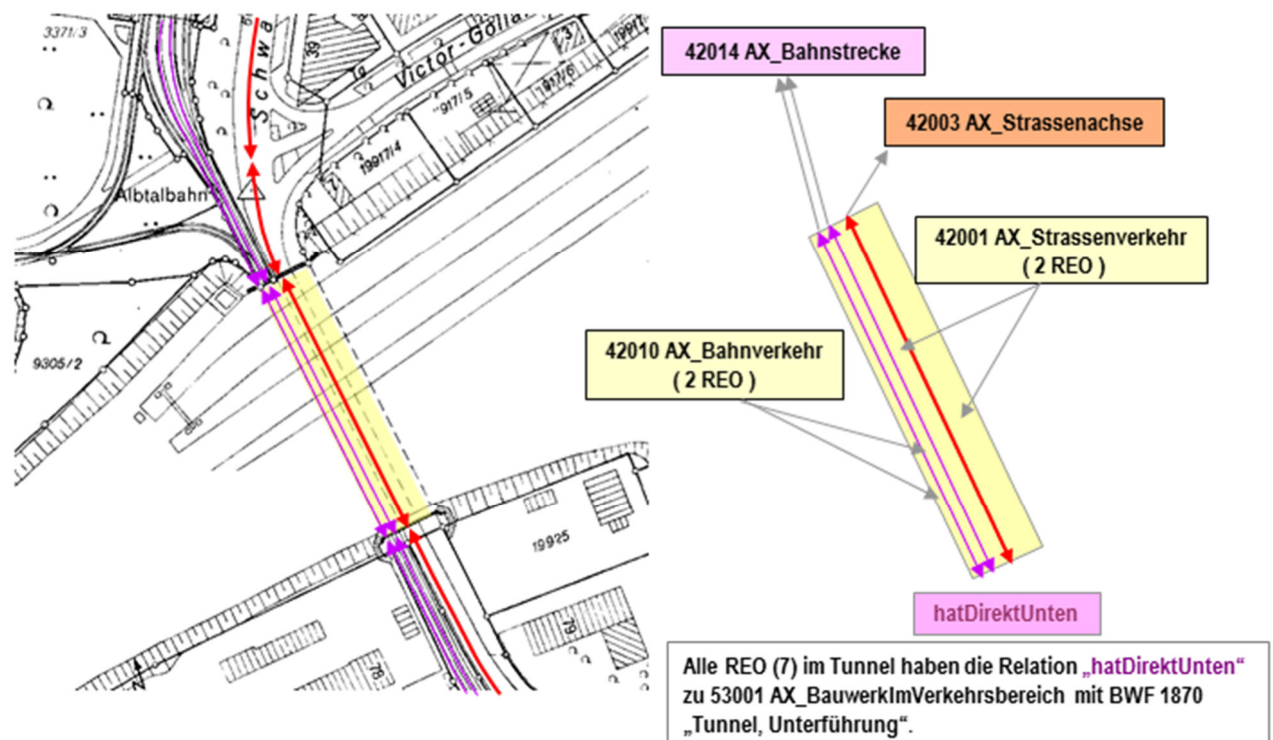 3371/3
39
Schwa
Victor-Golla
3
917/6
917/5
19917/4
Albtalbahn
9305/2
19925
79
78
42014 AX_Bahnstrecke
42003 AX_Strassenachse
42001 AX_Strassenverkehr
( 2 REO )
42010 AX_Bahnverkehr
( 2 REO )
hatDirektUnten
Alle REO (7) im Tunnel haben die Relation „hatDirektUnten“
zu 53001 AX_BauwerkImVerkehrsbereich mit BWF 1870
„Tunnel, Unterführung“.